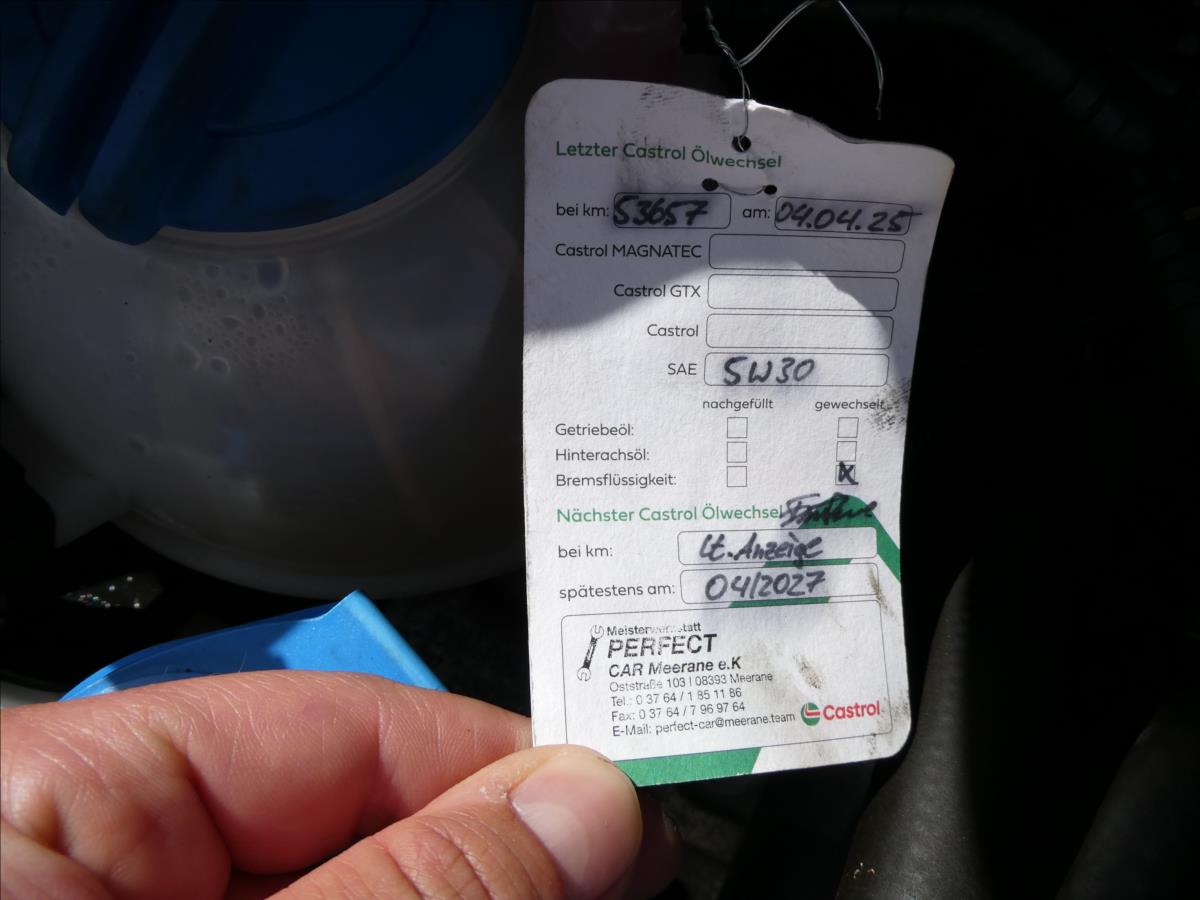 Letzter Castrol Ölwechsel
bei km: 53657 am: 04.04.25
Castrol MAGNATEC
Castrol GTX
Castrol
SAE 5W30
nachgefüllt gewechselt
Getriebeöl:
Hinterachsöl:
Bremsflüssigkeit: x
Nächster Castrol Ölwechsel
bei km: Lt. Anzeige
spätestens am: 04/2027
Meisterwerkstatt
PERFECT
CAR Meerane e.K
Oststraße 103 | 08393 Meerane
Tel.: 0 37 64 / 1 85 11 86
Fax: 0 37 64 / 7 96 97 64
E-Mail: perfect-car@meerane.team
Castrol